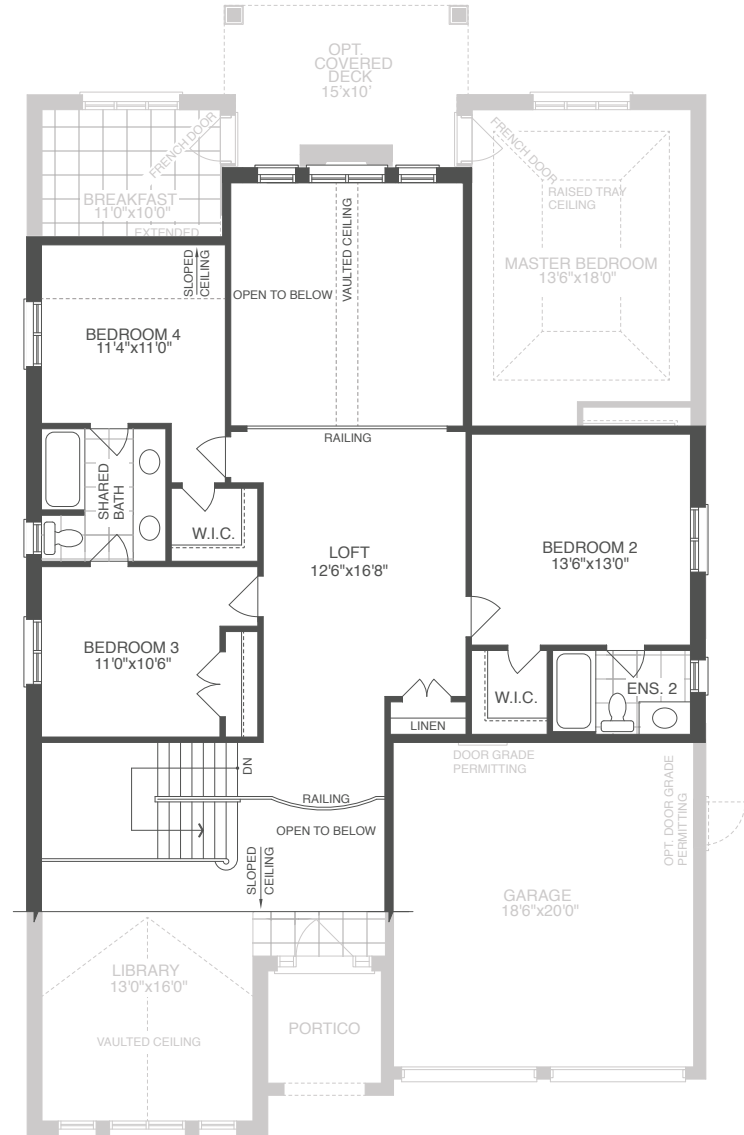 OPT.
COVERED
DECK
15'x10'
FRENCH DOOR
FRENCH DOOR
BREAKFAST
11'0"x10'0"
EXTENDED
RAISED TRAY
CEILING
MASTER BEDROOM
13'6"x18'0"
SLOPED
CEILING
OPEN TO BELOW
VAULTED CEILING
BEDROOM 4
11'4"x11'0"
RAILING
SHARED
BATH
W.I.C.
LOFT
12'6"x16'8"
BEDROOM 2
13'6"x13'0"
BEDROOM 3
11'0"x10'6"
W.I.C.
ENS. 2
LINEN
DN
DOOR GRADE
PERMITTING
OPT. DOOR GRADE
PERMITTING
RAILING
OPEN TO BELOW
SLOPED
CEILING
GARAGE
18'6"x20'0"
LIBRARY
13'0"x16'0"
VAULTED CEILING
PORTICO